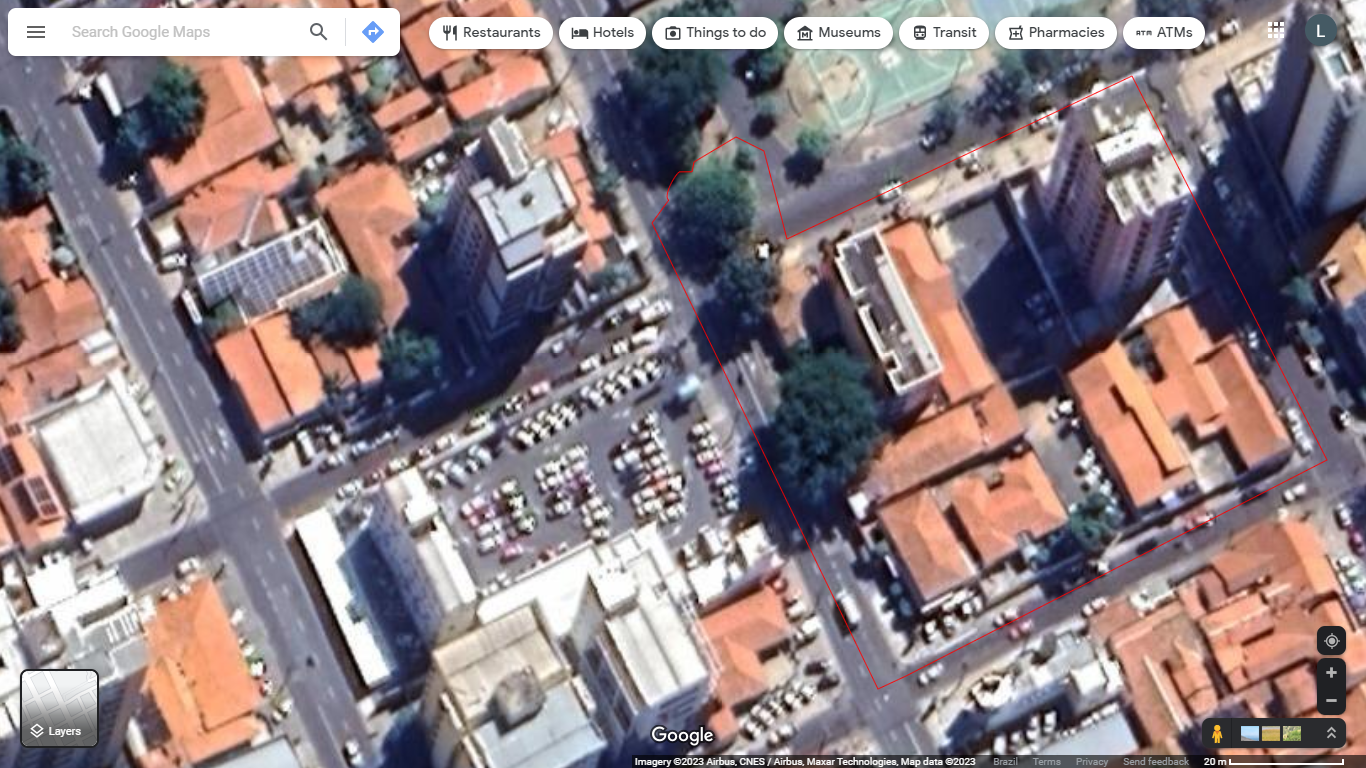 Search Google Maps
Restaurants
Hotels
Things to do
Museums
Transit
Pharmacies
ATM ATMs
L
Layers
Google
Imagery ©2023 Airbus, CNES / Airbus, Maxar Technologies, Map data ©2023 Brazil Terms Privacy Send feedback 20 m